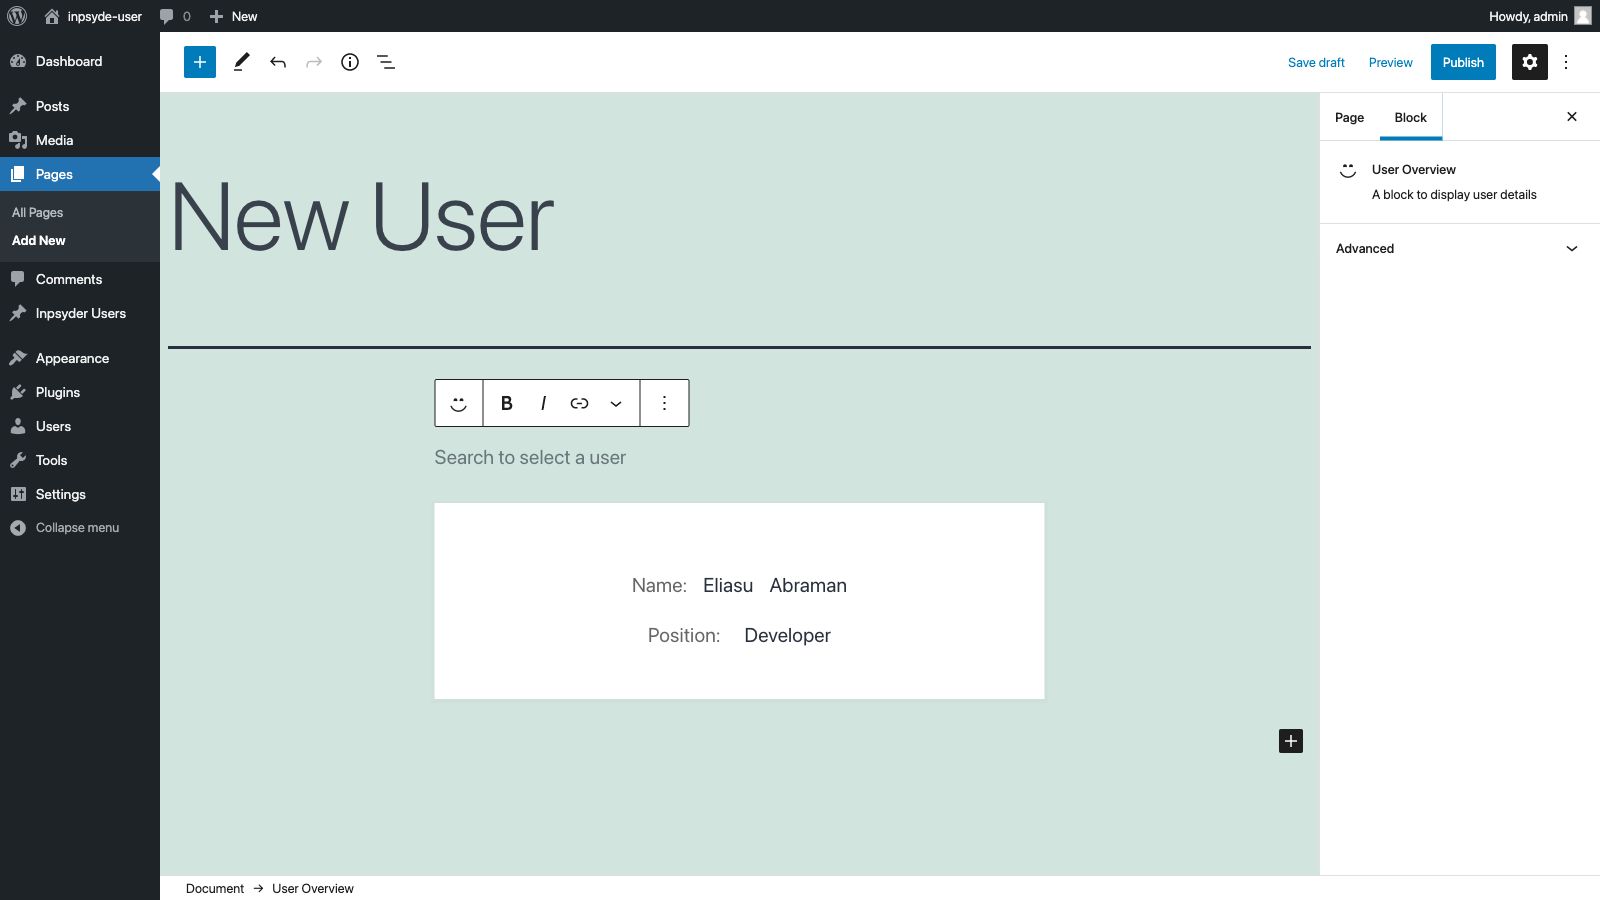 inpsyde-user 0 New Howdy, admin
Dashboard
Posts
Media
Pages
All Pages
Add New
Comments
Inpsyder Users
Appearance
Plugins
Users
Tools
Settings
Collapse menu
Save draft Preview Publish
New User
B I
Search to select a user
Name: Eliasu Abraman
Position: Developer
Page Block
User Overview
A block to display user details
Advanced
Document → User Overview